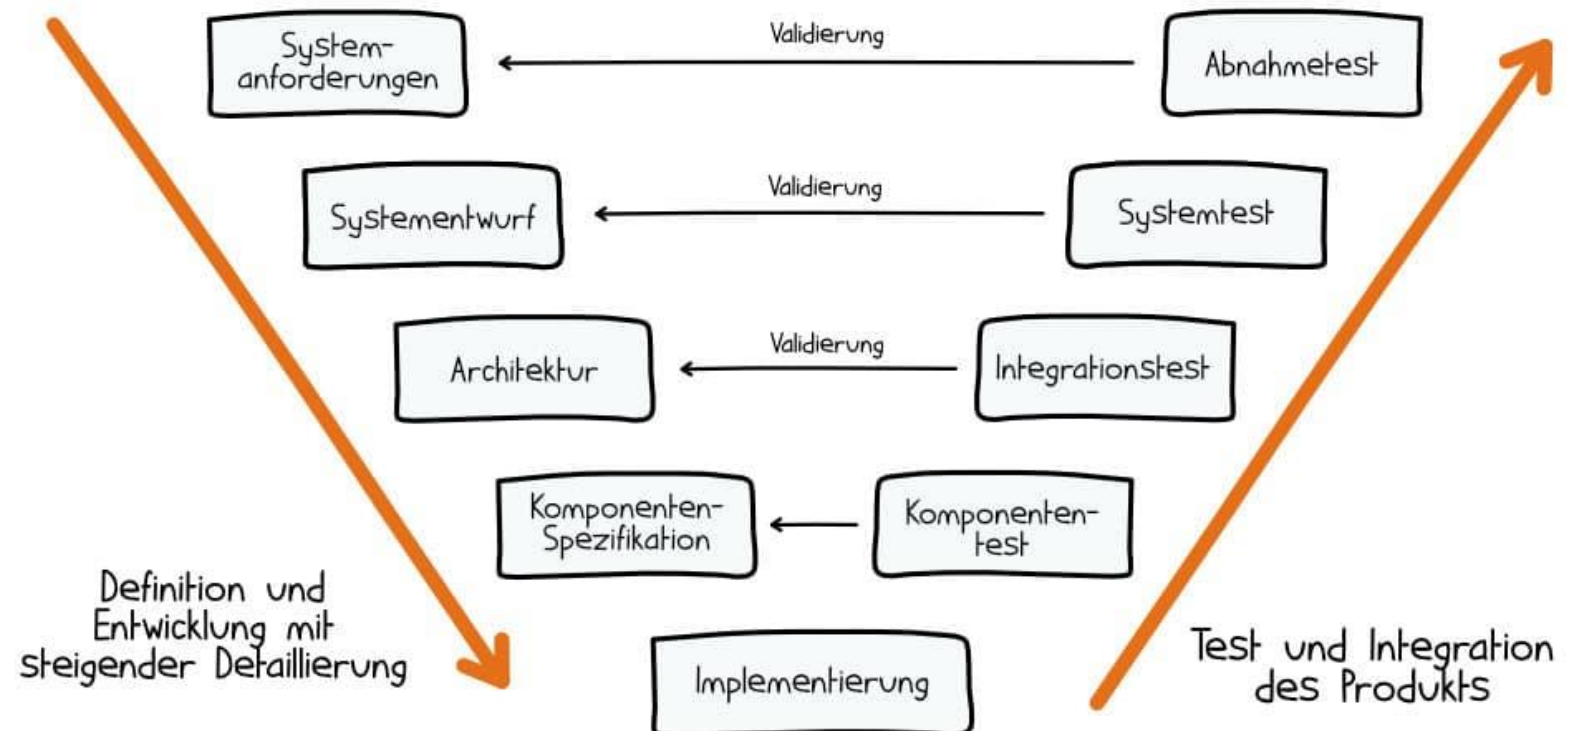 System-
anforderungen
Validierung
Abnahmetest
Systementwurf
Validierung
Systemtest
Architektur
Validierung
Integrationstest
Komponenten-
Spezifikation
Komponenten-
test
Definition und
Entwicklung mit
steigender Detaillierung
Implementierung
Test und Integration
des Produkts